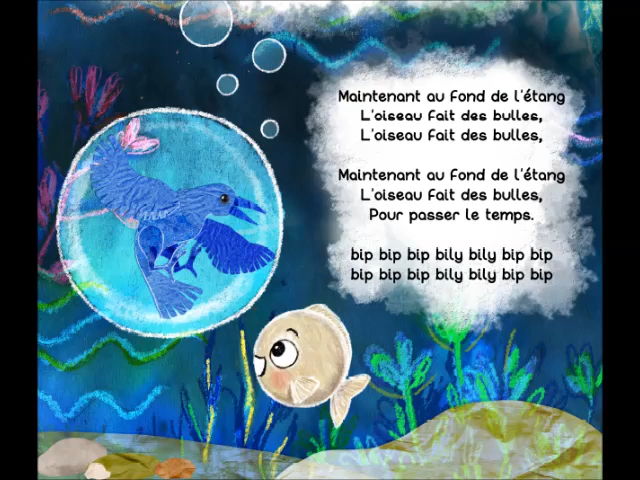 Maintenant au fond de l'étang
L'oiseau fait des bulles,
L'oiseau fait des bulles,
Maintenant au fond de l'étang
L'oiseau fait des bulles,
Pour passer le temps.
bip bip bip bily bily bip bip
bip bip bip bily bily bip bip